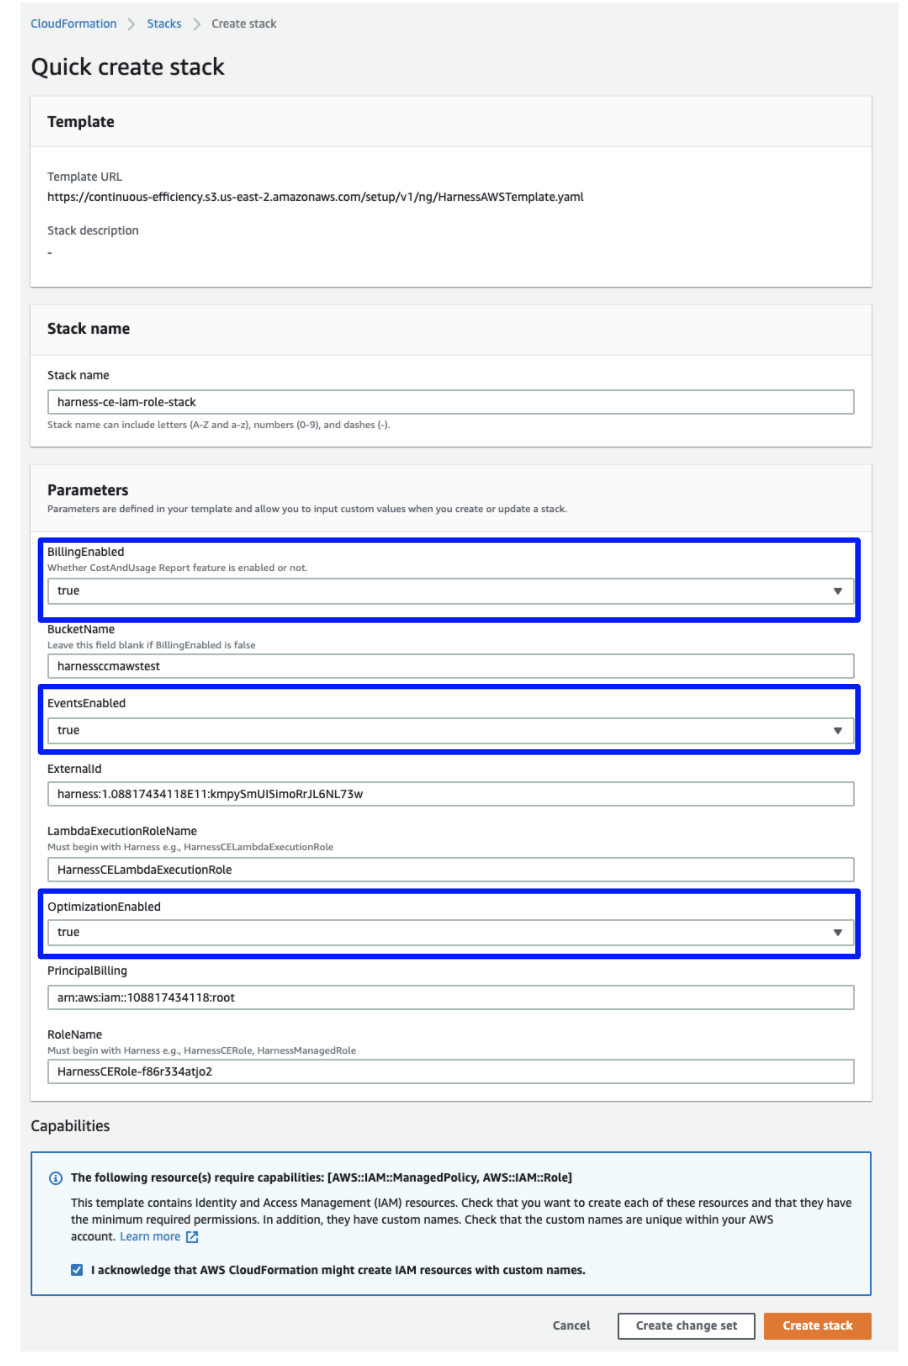 CloudFormation > Stacks > Create stack
Quick create stack
Template
Template URL
https://continuous-efficiency.s3.us-east-2.amazonaws.com/setup/v1/ng/HarnessAWSTemplate.yaml
Stack description
-
Stack name
Stack name
harness-ce-iam-role-stack
Stack name can include letters (A-Z and a-z), numbers (0-9), and dashes (-).
Parameters
Parameters are defined in your template and allow you to input custom values when you create or update a stack.
BillingEnabled
Whether CostAndUsage Report feature is enabled or not.
true
BucketName
Leave this field blank if BillingEnabled is false
harnessccmawstest
EventsEnabled
true
ExternalId
harness:1.08817434118E11:kmpySmUISimoRrJL6NL73w
LambdaExecutionRoleName
Must begin with Harness e.g., HarnessCELambdaExecutionRole
HarnessCELambdaExecutionRole
OptimizationEnabled
true
PrincipalBilling
arn:aws:iam::108817434118:root
RoleName
Must begin with Harness e.g., HarnessCERole, HarnessManagedRole
HarnessCERole-f86r334atjo2
Capabilities
The following resource(s) require capabilities: [AWS::IAM::ManagedPolicy, AWS::IAM::Role]
This template contains Identity and Access Management (IAM) resources. Check that you want to create each of these resources and that they have
the minimum required permissions. In addition, they have custom names. Check that the custom names are unique within your AWS
account. Learn more
I acknowledge that AWS CloudFormation might create IAM resources with custom names.
Cancel
Create change set
Create stack